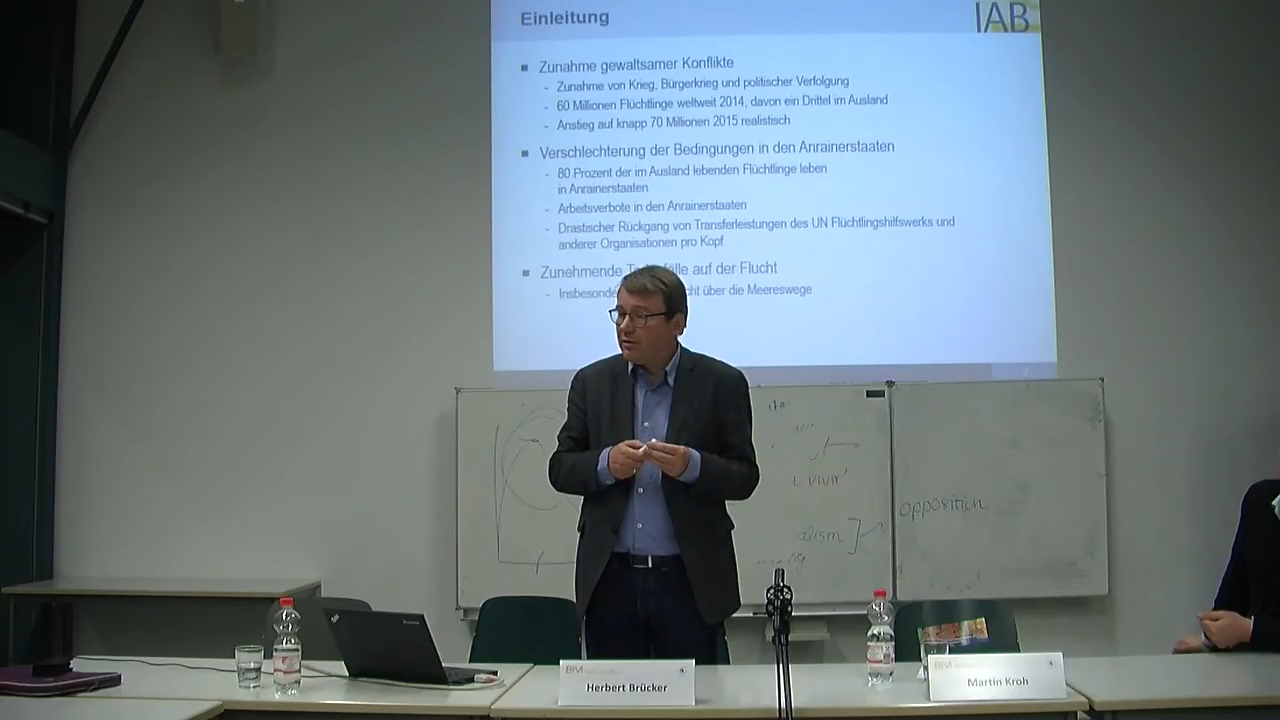 Einleitung
IAB
Zunahme gewaltsamer Konflikte
- Zunahme von Krieg, Bürgerkrieg und politischer Verfolgung
- 60 Millionen Flüchtlinge weltweit 2014, davon ein Drittel im Ausland
- Anstieg auf knapp 70 Millionen 2015 realistisch
Verschlechterung der Bedingungen in den Anrainerstaaten
- 80 Prozent der im Ausland lebenden Flüchtlinge leben
in Anrainerstaaten
- Arbeitsverbote in den Anrainerstaaten
- Drastischer Rückgang von Transferleistungen des UN Flüchtlingshilfswerks und
anderer Organisationen pro Kopf
Zunehmende auf der Flucht
- über die Meereswege
opposition
BIM
Herbert Brücker
BIM
Martin Kroh